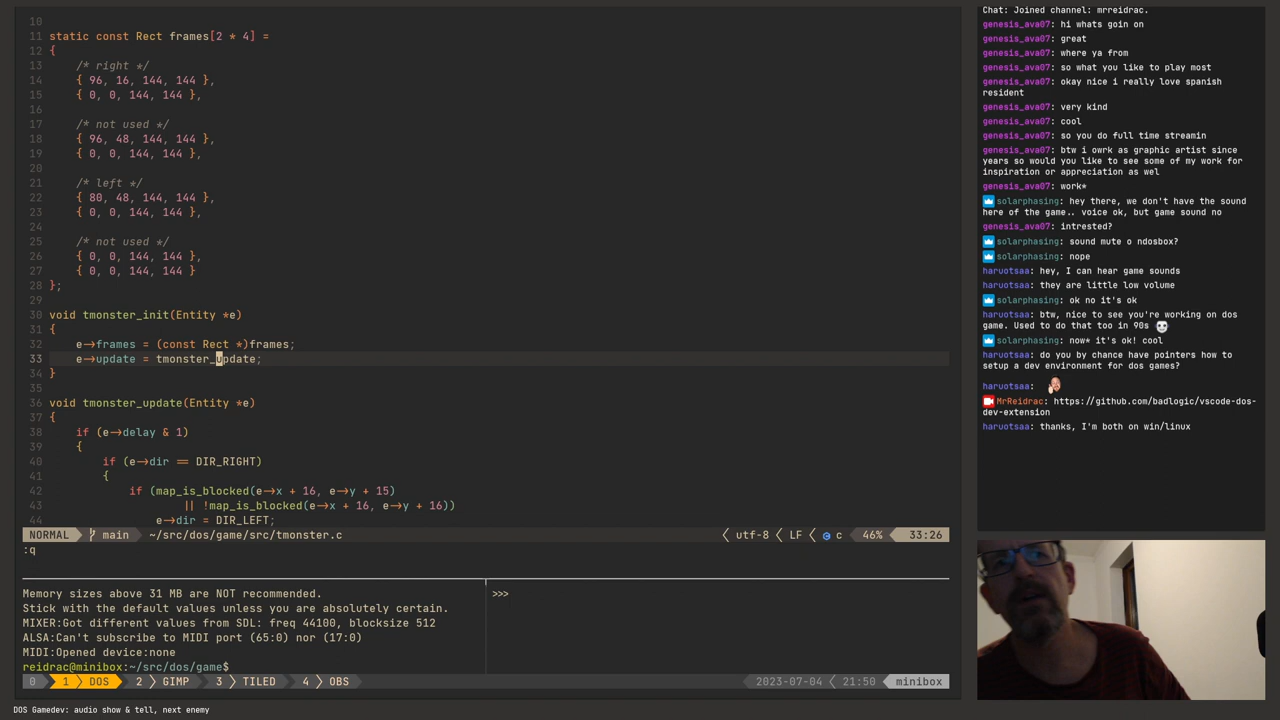 10
11 static const Rect frames[2 * 4] =
12 {
13 /* right */
14 { 96, 16, 144, 144 },
15 { 0, 0, 144, 144 },
16
17 /* not used */
18 { 96, 48, 144, 144 },
19 { 0, 0, 144, 144 },
20
21 /* left */
22 { 80, 48, 144, 144 },
23 { 0, 0, 144, 144 },
24
25 /* not used */
26 { 0, 0, 144, 144 },
27 { 0, 0, 144, 144 }
28 };
29
30 void tmonster_init(Entity *e)
31 {
32 e->frames = (const Rect *)frames;
33 e->update = tmonster_update;
34 }
35
36 void tmonster_update(Entity *e)
37 {
38 if (e->delay & 1)
39 {
40 if (e->dir == DIR_RIGHT)
41 {
42 if (map_is_blocked(e->x + 16, e->y + 15)
43 || !map_is_blocked(e->x + 16, e->y + 16))
44 e->dir = DIR_LEFT;
NORMAL main ~/src/dos/game/src/tmonster.c utf-8 LF c 46% 33:26
:q
Memory sizes above 31 MB are NOT recommended.
Stick with the default values unless you are absolutely certain.
MIXER:Got different values from SDL: freq 44100, blocksize 512
ALSA:Can't subscribe to MIDI port (65:0) nor (17:0)
MIDI:Opened device:none
reidrac@minibox:~/src/dos/game$
>>>
0 1 DOS 2 GIMP 3 TILED 4 OBS 2023-07-04 21:50 minibox
DOS Gamedev: audio show & tell, next enemy
Chat: Joined channel: mrreidrac.
genesis_ava07: hi whats goin on
genesis_ava07: great
genesis_ava07: where ya from
genesis_ava07: so what you like to play most
genesis_ava07: okay nice i really love spanish
resident
genesis_ava07: very kind
genesis_ava07: cool
genesis_ava07: so you do full time streamin
genesis_ava07: btw i owrk as graphic artist since
years so would you like to see some of my work for
inspiration or appreciation as wel
genesis_ava07: work*
solarphasing: hey there, we don't have the sound
here of the game.. voice ok, but game sound no
genesis_ava07: intrested?
solarphasing: sound mute o ndosbox?
solarphasing: nope
haruotsaa: hey, I can hear game sounds
haruotsaa: they are little low volume
solarphasing: ok no it's ok
haruotsaa: btw, nice to see you're working on dos
game. Used to do that too in 90s
solarphasing: now* it's ok! cool
haruotsaa: do you by chance have pointers how to
setup a dev environment for dos games?
haruotsaa:
MrReidrac: https://github.com/badlogic/vscode-dos-
dev-extension
haruotsaa: thanks, I'm both on win/linux